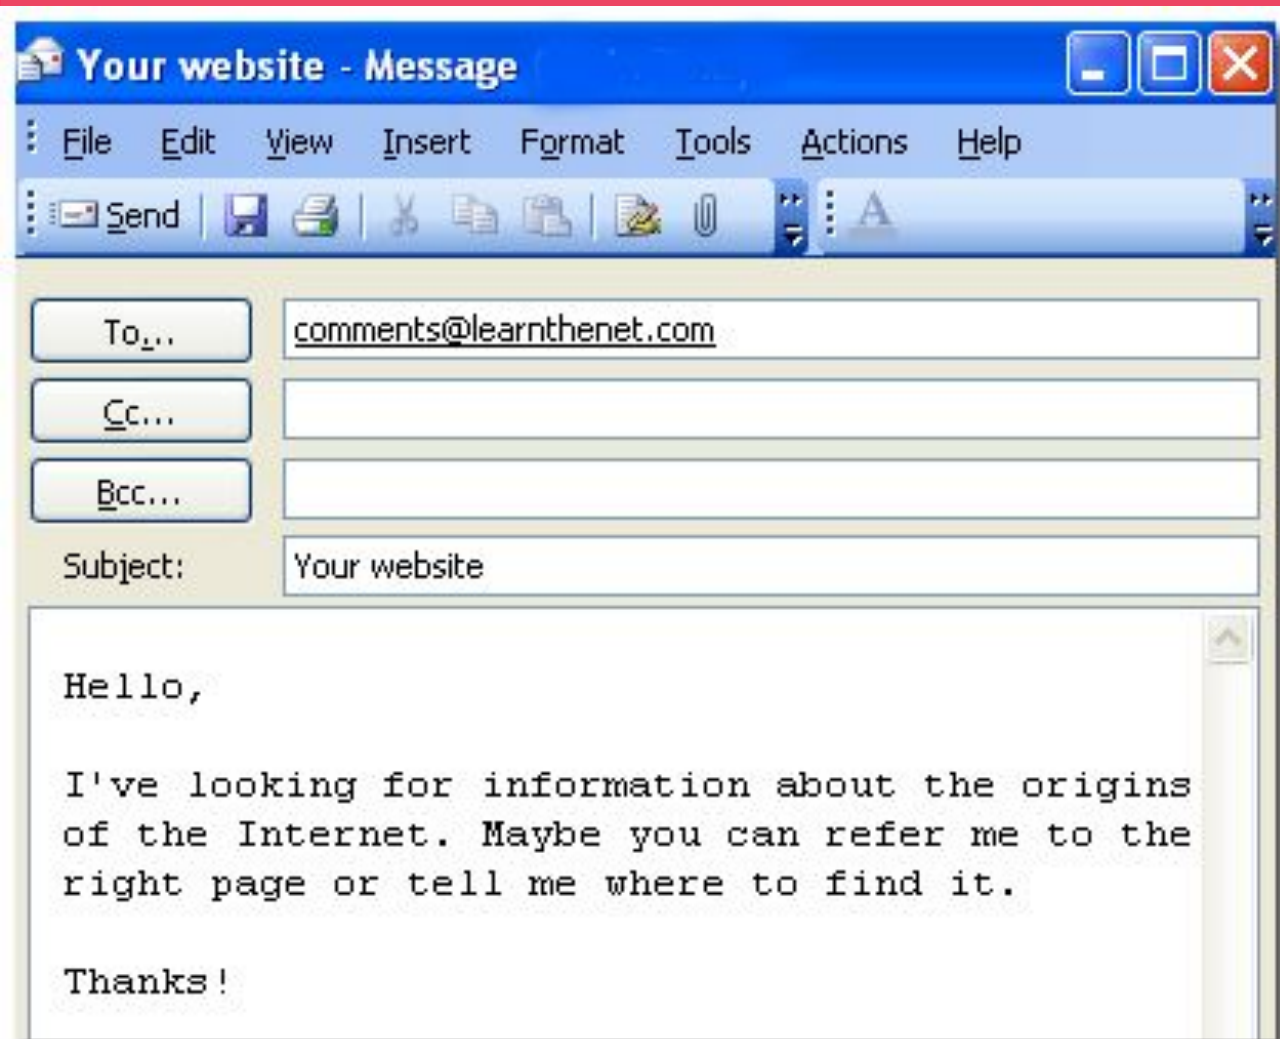 Your website - Message
File Edit View Insert Format Tools Actions Help
Send A
To... comments@learnthenet.com
Cc...
Bcc...
Subject: Your website
Hello,
I've looking for information about the origins
of the Internet. Maybe you can refer me to the
right page or tell me where to find it.
Thanks!